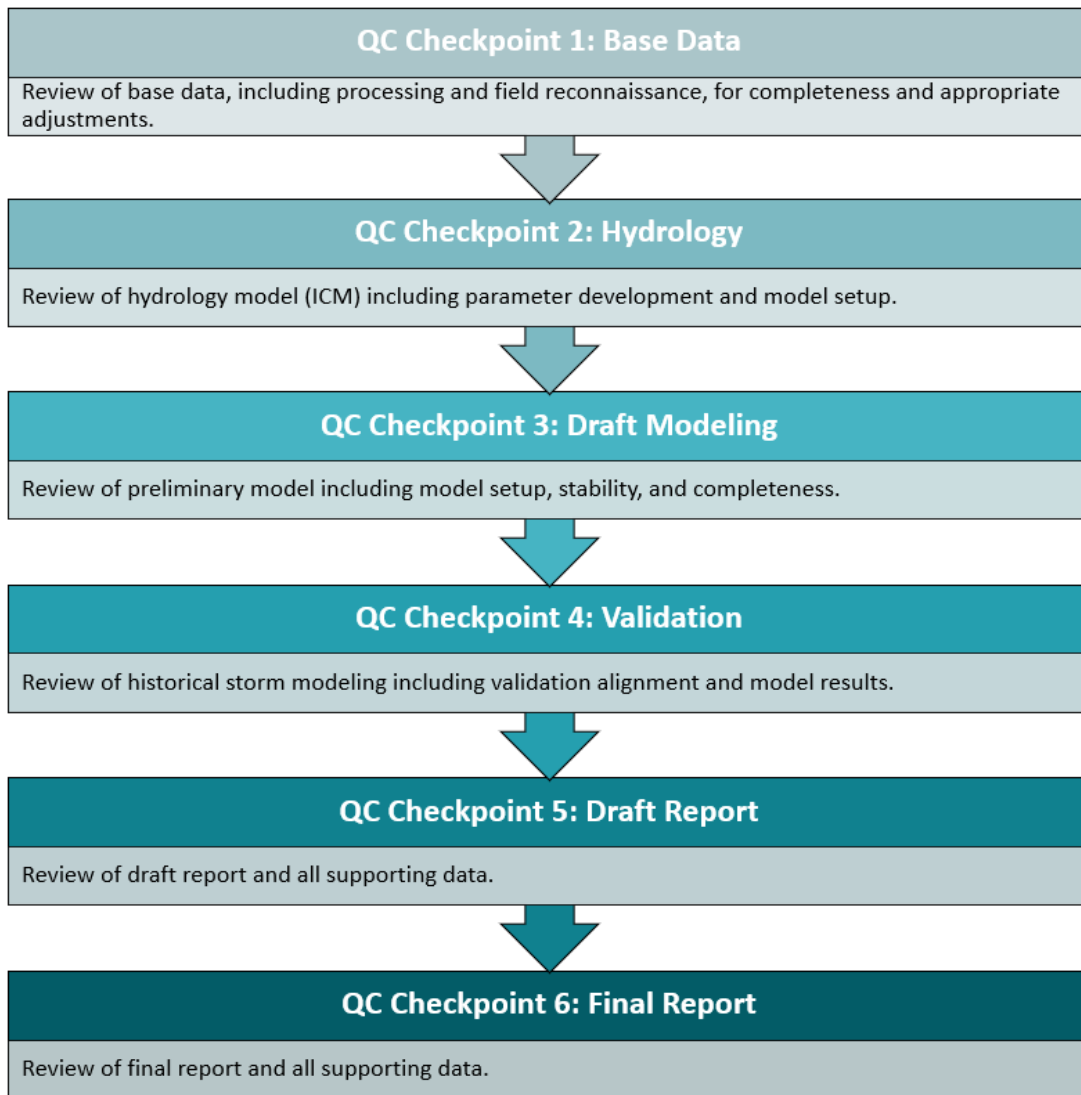 QC Checkpoint 1: Base Data
Review of base data, including processing and field reconnaissance, for completeness and appropriate
adjustments.
QC Checkpoint 2: Hydrology
Review of hydrology model (ICM) including parameter development and model setup.
QC Checkpoint 3: Draft Modeling
Review of preliminary model including model setup, stability, and completeness.
QC Checkpoint 4: Validation
Review of historical storm modeling including validation alignment and model results.
QC Checkpoint 5: Draft Report
Review of draft report and all supporting data.
QC Checkpoint 6: Final Report
Review of final report and all supporting data.